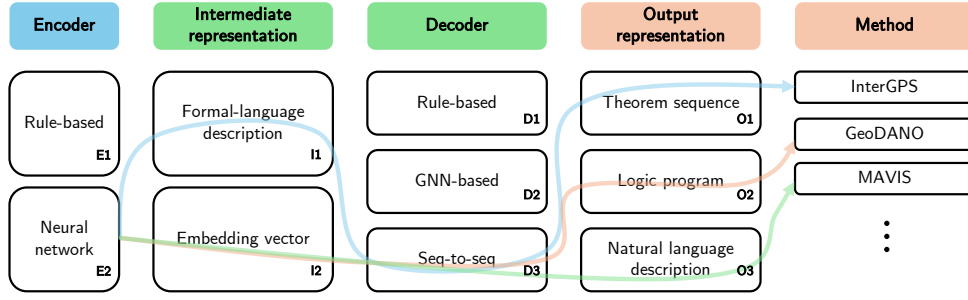 Encoder
Intermediate
representation
Decoder
Output
representation
Method
Rule-based
E1
Neural
network
E2
Formal-language
description
I1
Embedding vector
I2
Rule-based
D1
GNN-based
D2
Seq-to-seq
D3
Theorem sequence
O1
Logic program
O2
Natural language
description
O3
InterGPS
GeoDANO
MAVIS